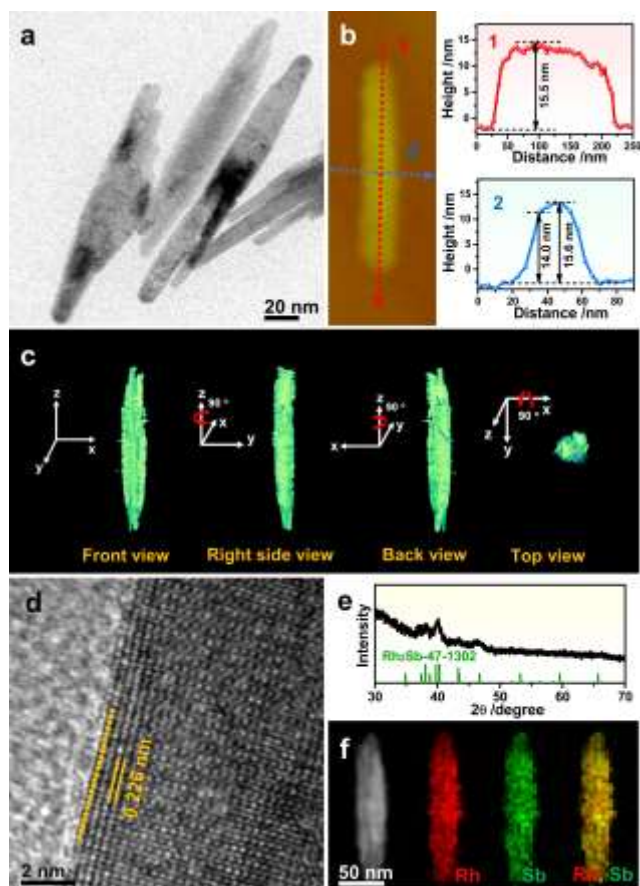 a
20 nm
b
1
2
1
Height /nm
15
10
5
0
15.5 nm
0 50 100 150 200 250
Distance /nm
2
Height /nm
15
10
5
0
14.0 nm
15.6 nm
0 20 40 60 80
Distance /nm
c
z
y
x
z
90 °
x
y
z
90 °
y
x
x
90 °
z
y
Front view
Right side view
Back view
Top view
d
0.226 nm
2 nm
e
Intensity
Rh₂Sb-47-1302
30 40 50 60 70
2θ /degree
f
50 nm
Rh
Sb
Rh+Sb